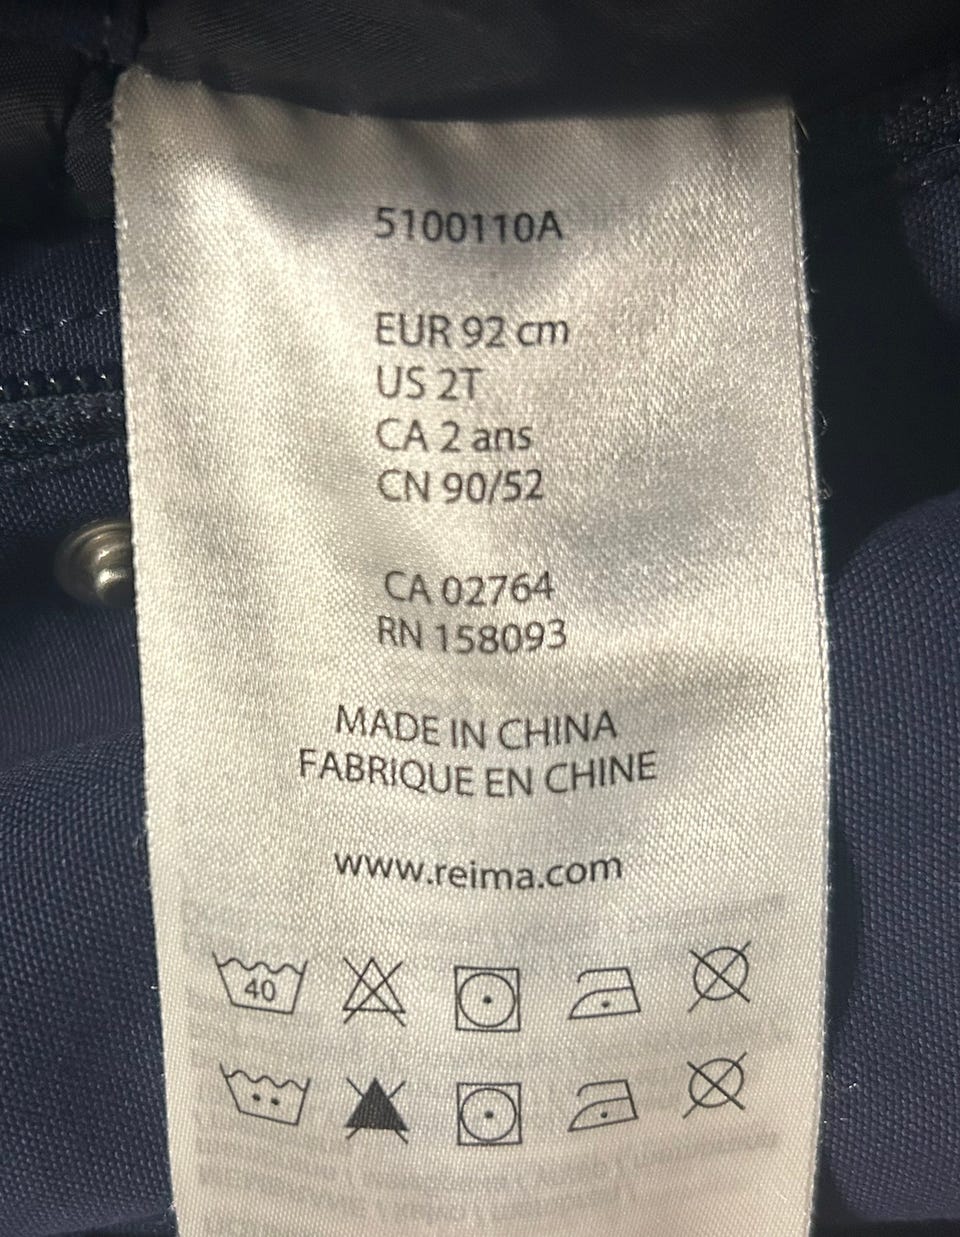 5100110A
EUR 92 cm
US 2T
CA 2 ans
CN 90/52
CA 02764
RN 158093
MADE IN CHINA
FABRIQUE EN CHINE
www.reima.com
40